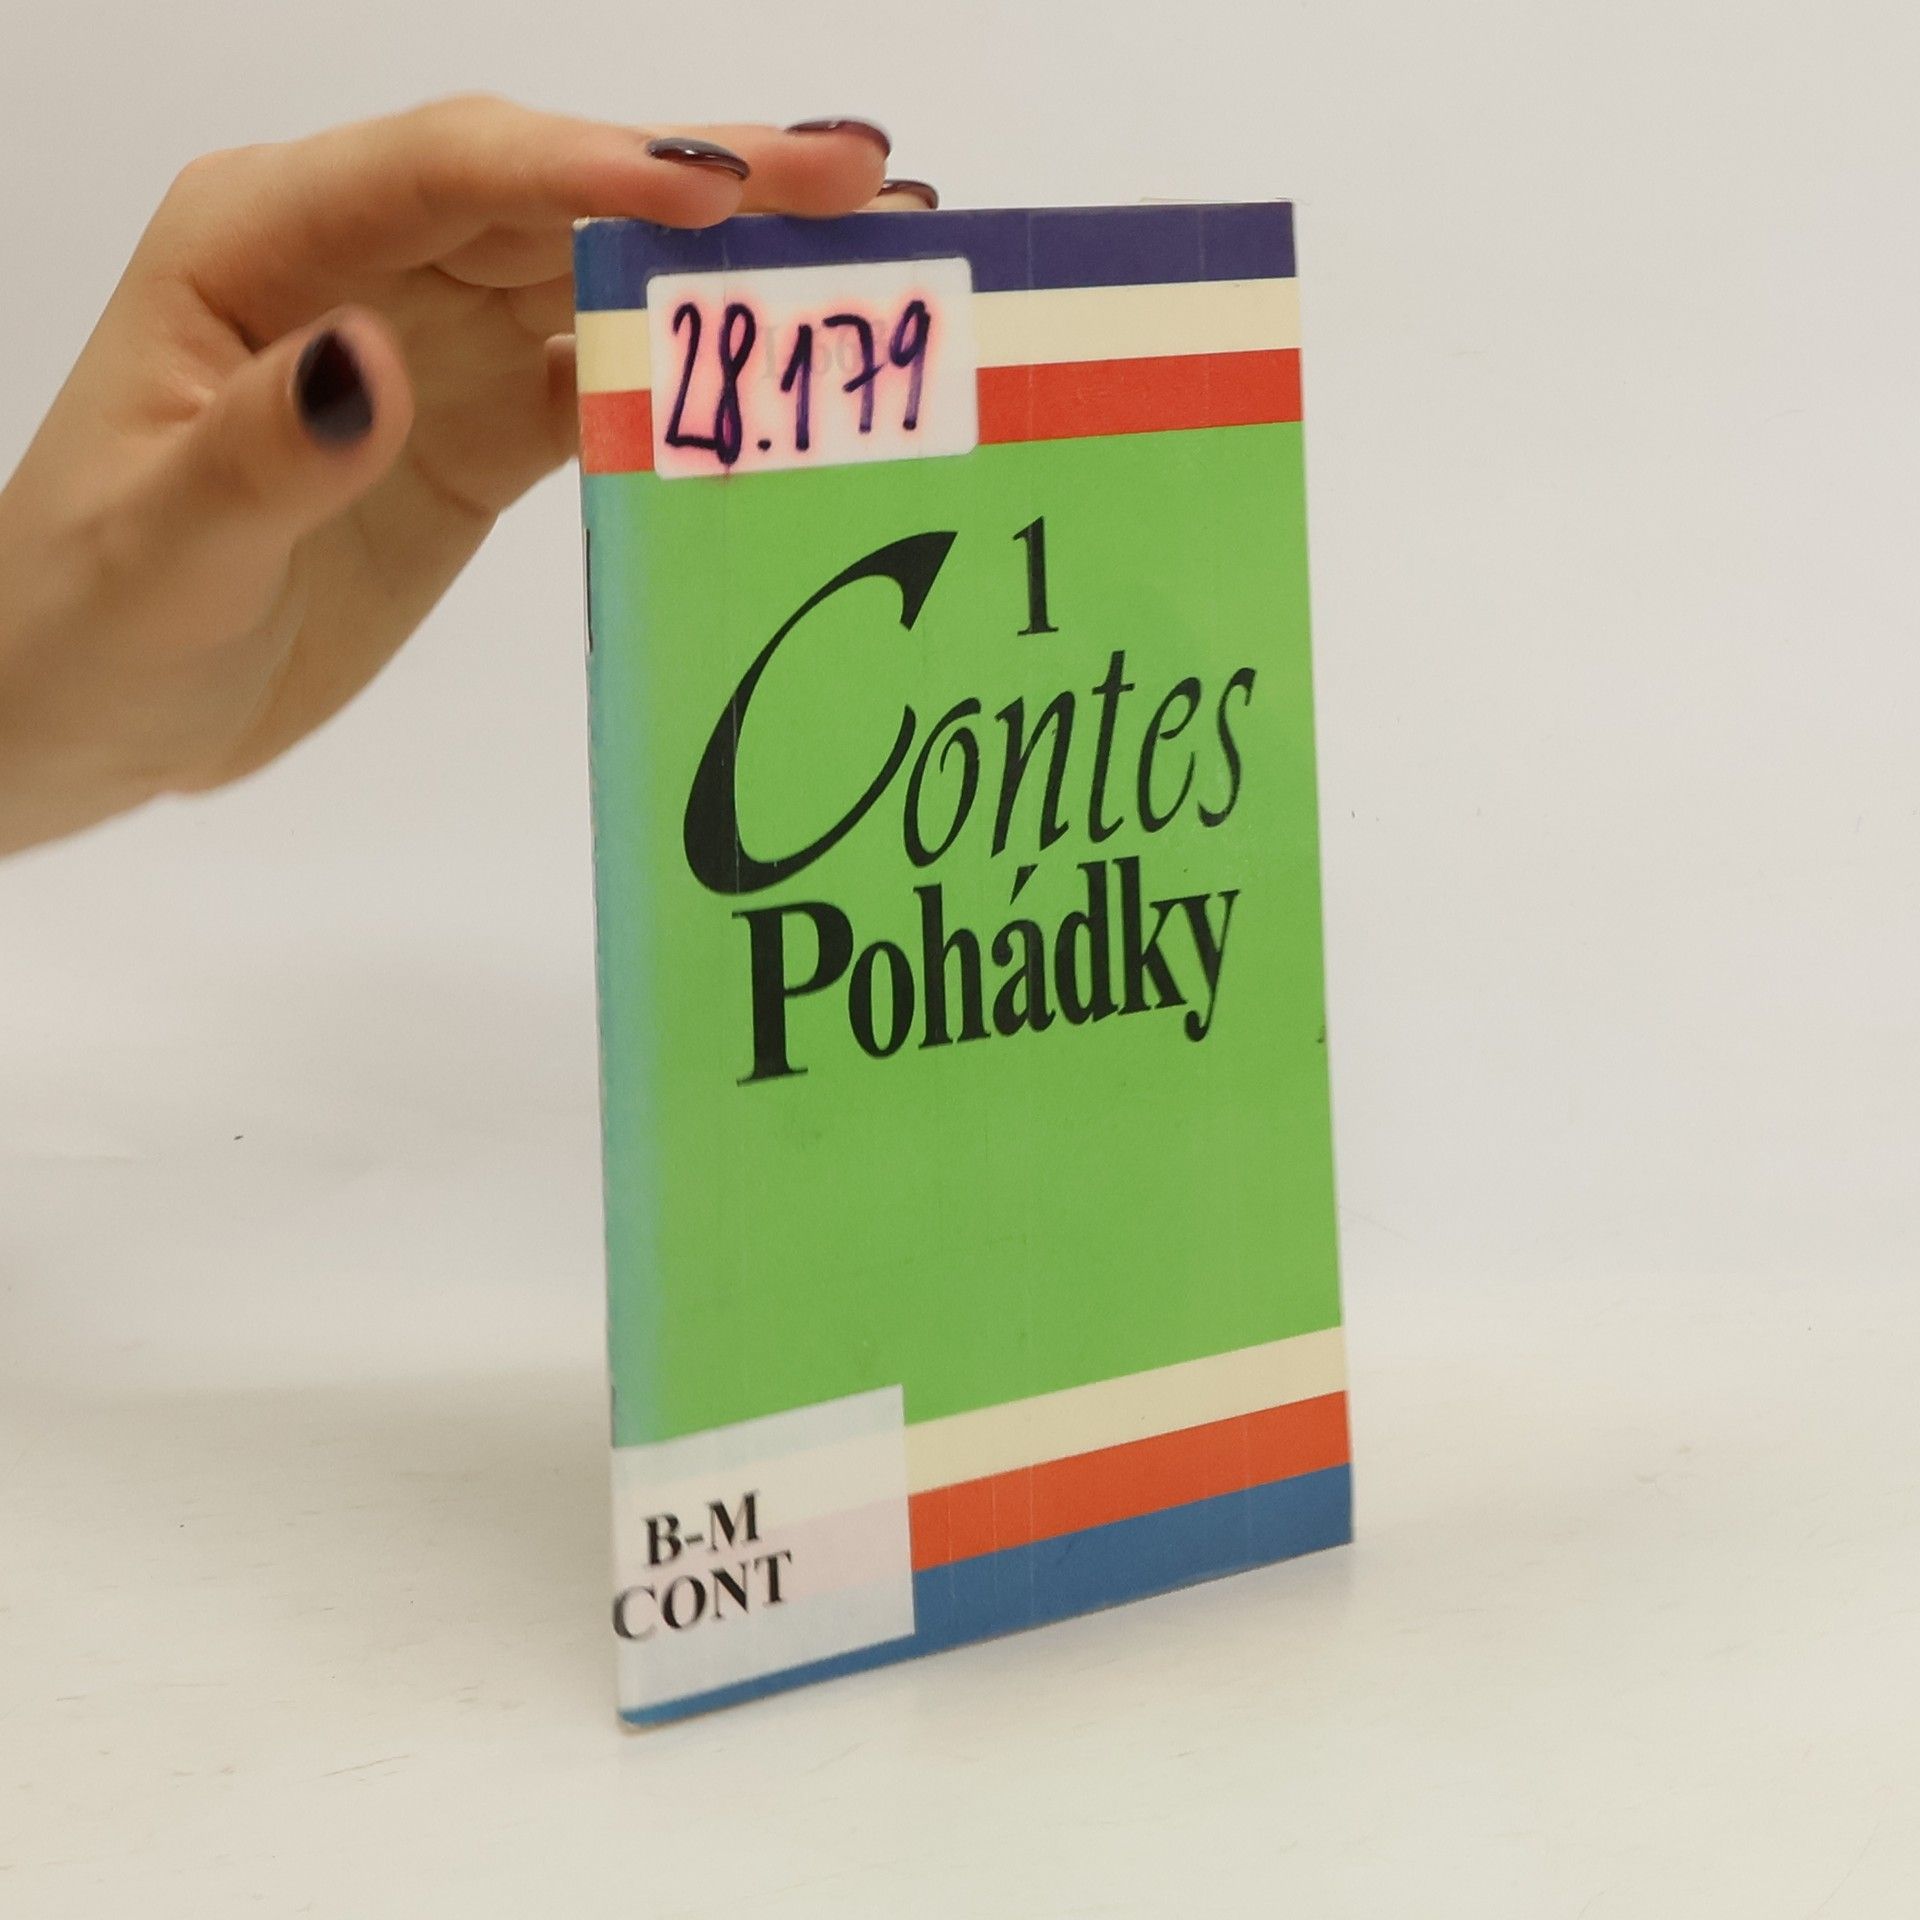 28.179
1
Contes
Pohádky
B-M
CONT